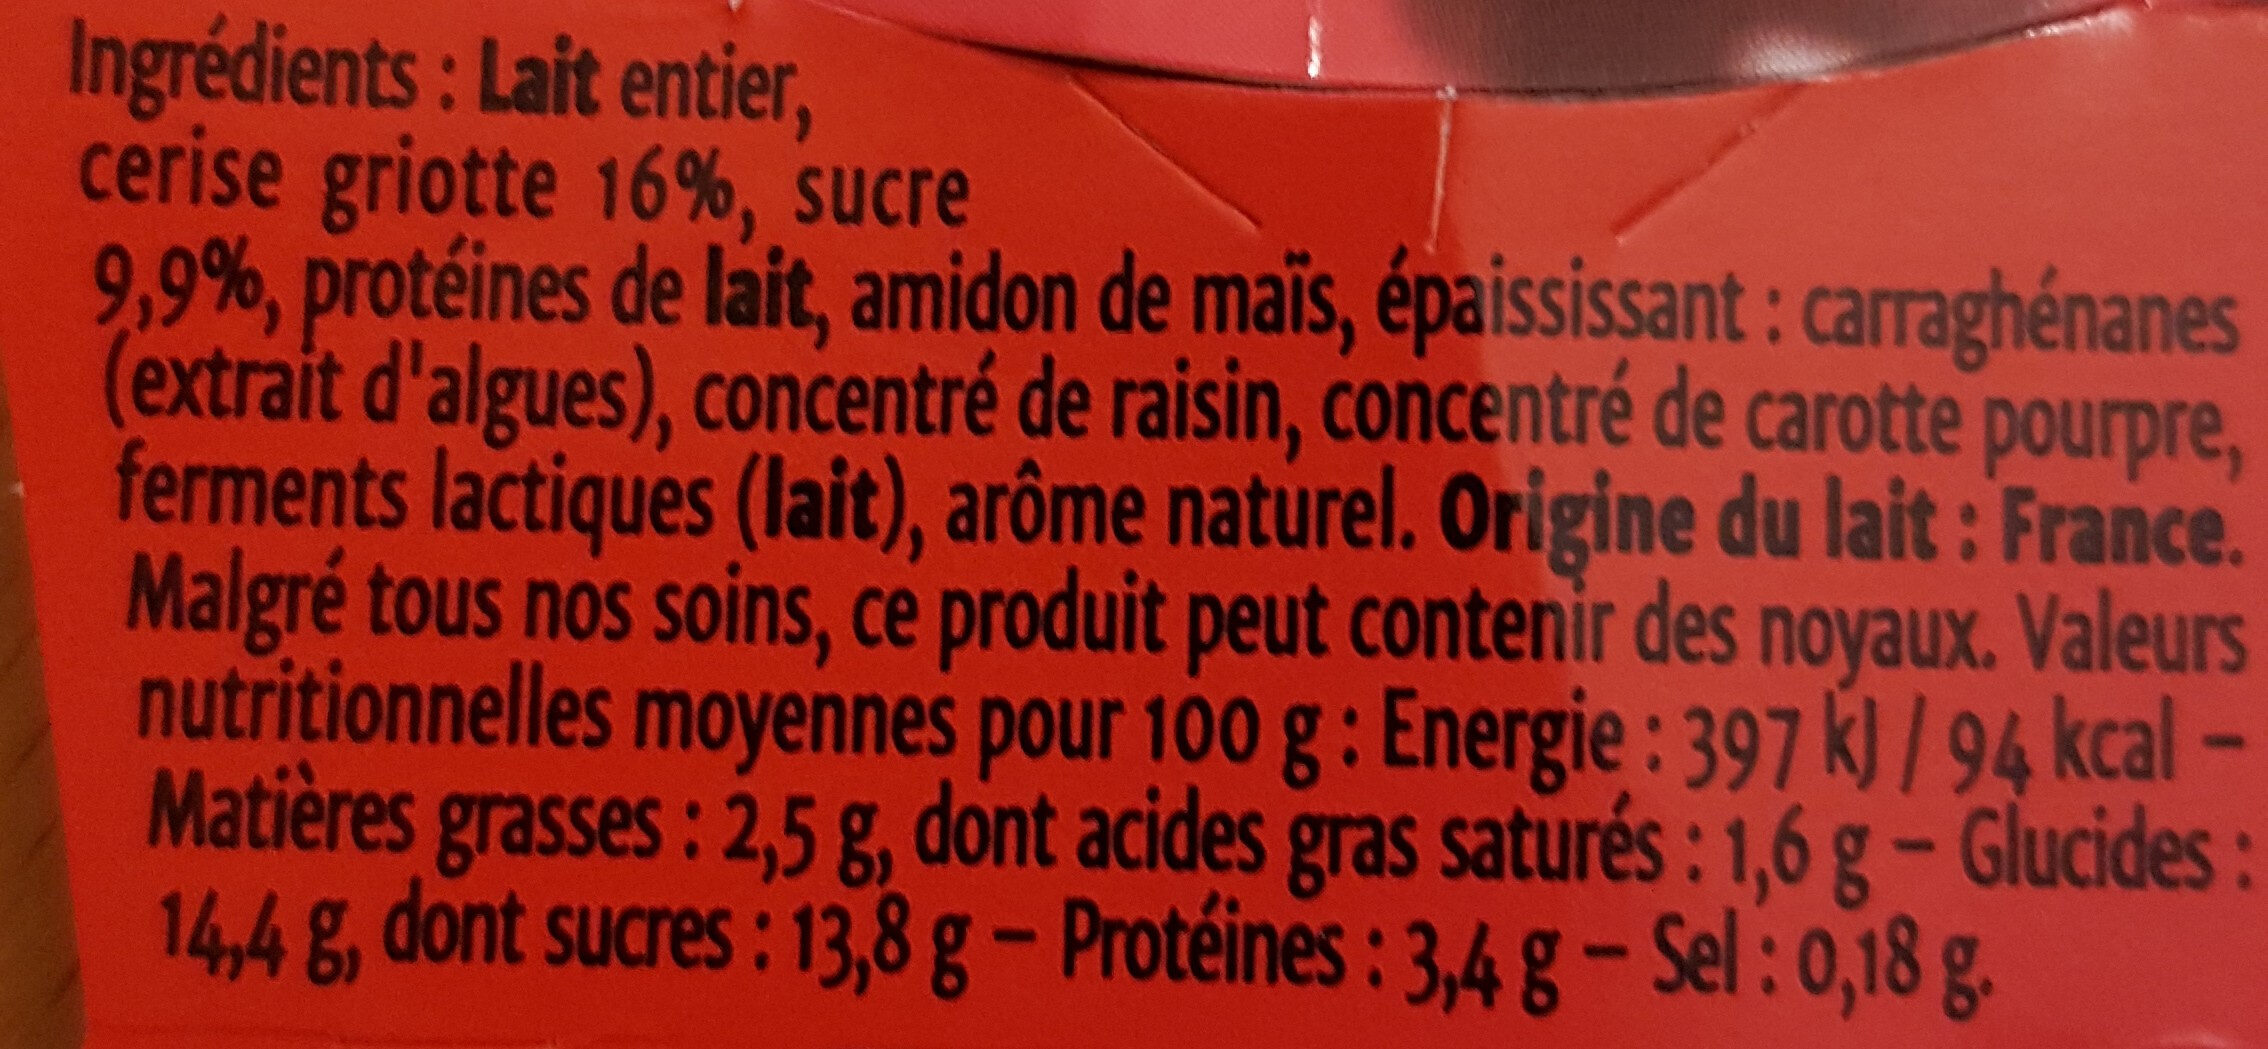 Ingrédients : Lait entier,
cerise griotte 16%, sucre
9,9%, protéines de lait, amidon de maïs, épaississant : carraghénanes
(extrait d'algues), concentré de raisin, concentré de carotte pourpre,
ferments lactiques (lait), arôme naturel. Origine du lait : France.
Malgré tous nos soins, ce produit peut contenir des noyaux. Valeurs
nutritionnelles moyennes pour 100 g : Energie : 397 kJ / 94 kcal –
Matières grasses : 2,5 g, dont acides gras saturés : 1,6 g – Glucides :
14,4 g, dont sucres : 13,8 g – Protéines : 3,4 g – Sel : 0,18 g.